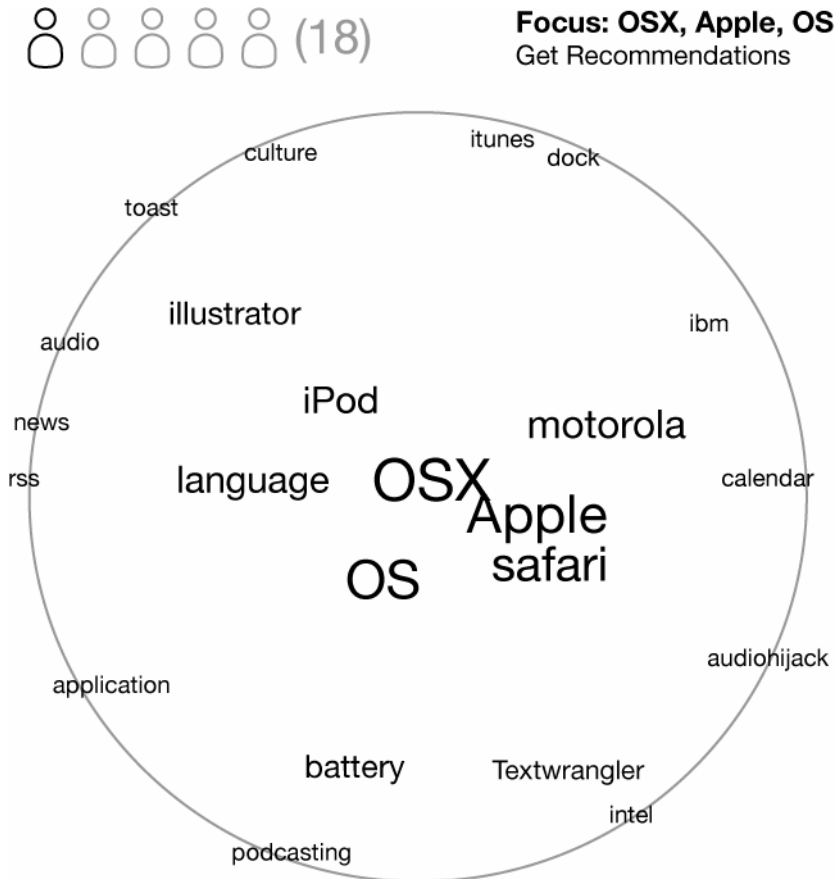 (18)
Focus: OSX, Apple, OS
Get Recommendations
itunes
culture
dock
toast
illustrator
ibm
audio
iPod
news
motorola
rss
language
OSX
calendar
Apple
safari
OS
audiohijack
application
battery
Textwrangler
intel
podcasting